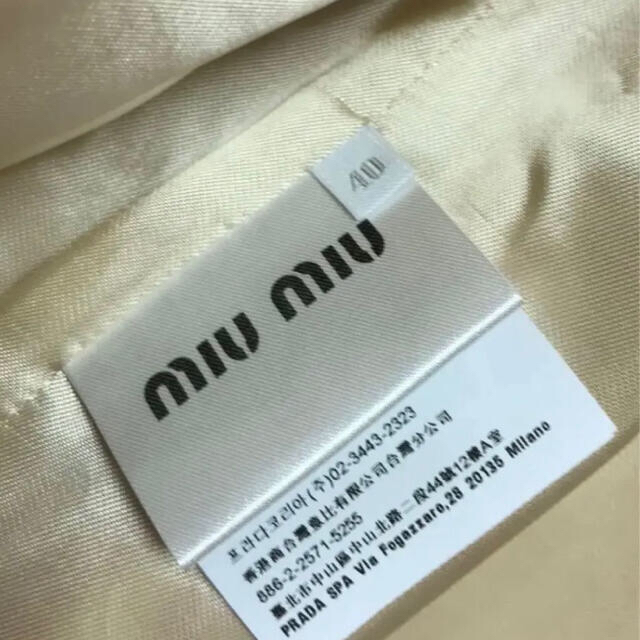 40
miu miu
프라다코리아(주)02-3443-2323
香港商台灣普拉達有限公司台灣分公司
886-2-2571-5255
臺北市中山區中山北路二段44號12樓A室
PRADA SPA Via Fogazzaro,28 20135 Milano